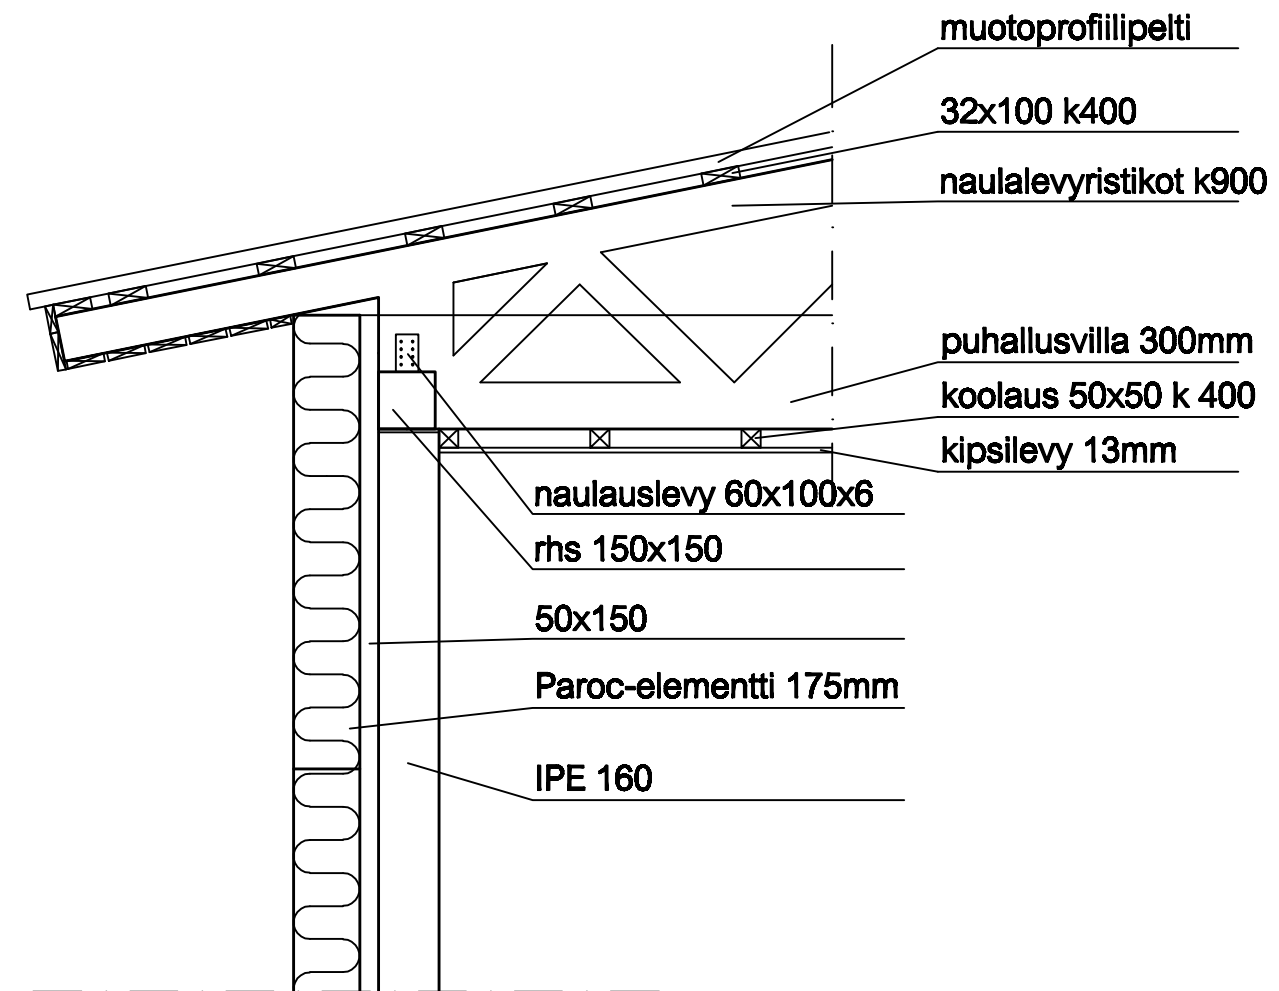 muotoprofiilipelti
32x100 k400
naulalevyristikot k900
puhallusvilla 300mm
koolaus 50x50 k 400
kipsilevy 13mm
naulauslevy 60x100x6
rhs 150x150
50x150
Paroc-elementti 175mm
IPE 160